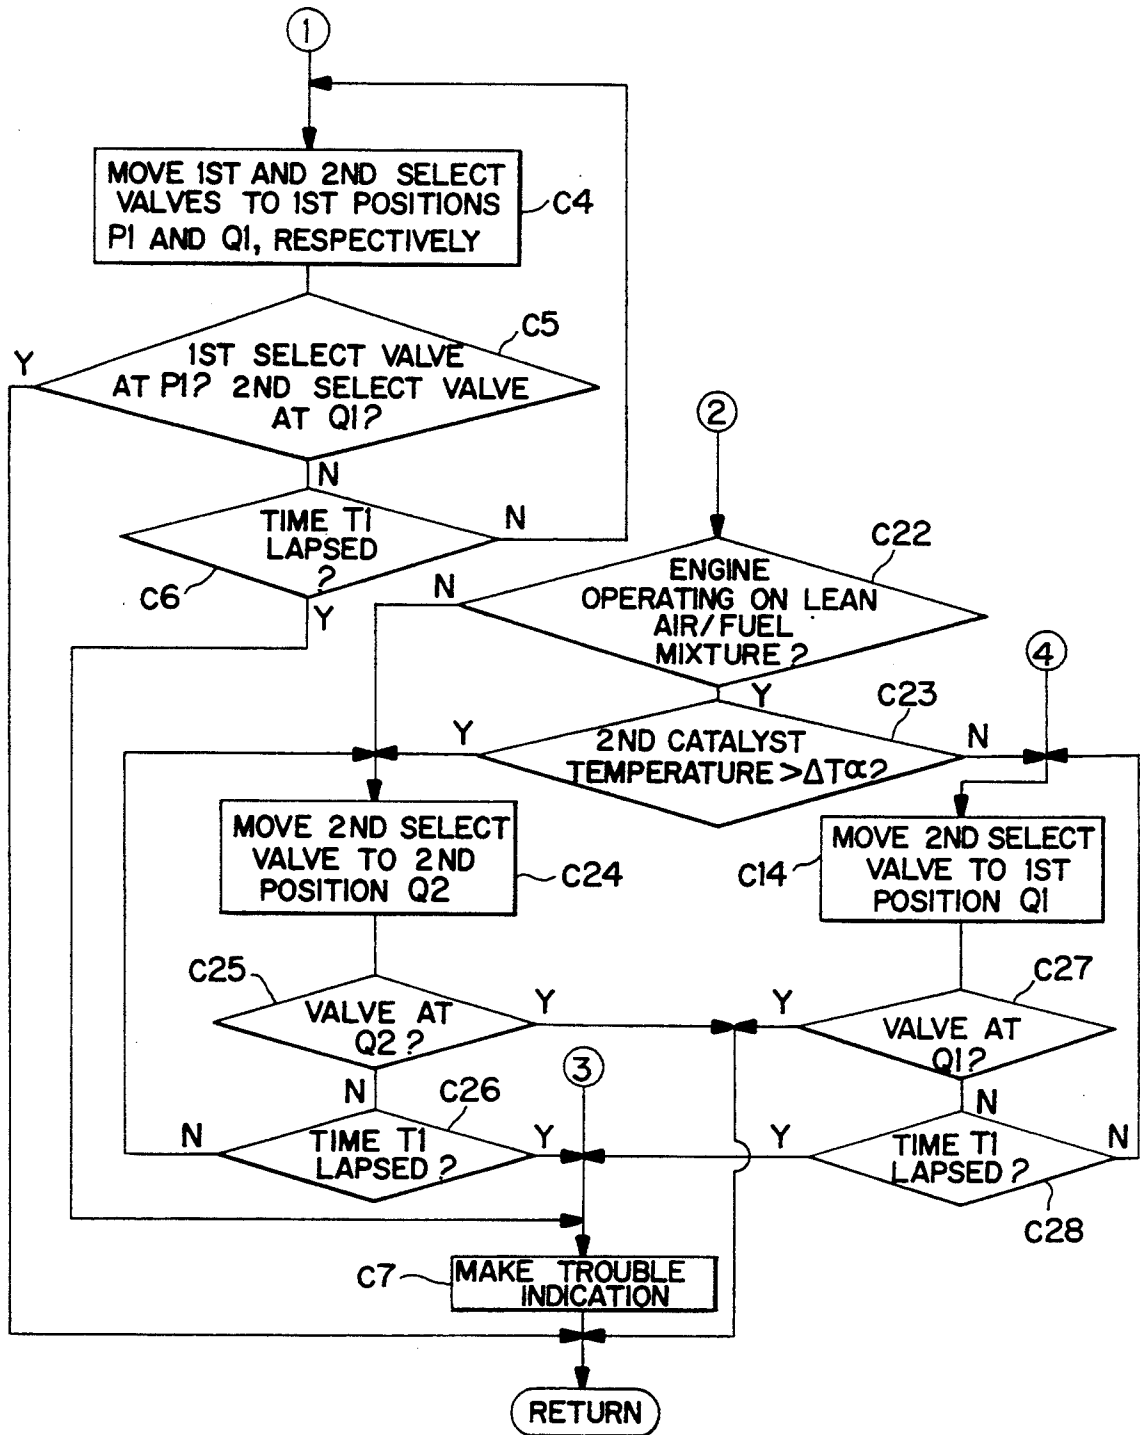 1
MOVE 1ST AND 2ND SELECT
VALVES TO 1ST POSITIONS
P1 AND Q1, RESPECTIVELY
C4
C5
Y
1ST SELECT VALVE
AT P1? 2ND SELECT VALVE
AT Q1?
N
TIME T1
LAPSED
?
N
C6
Y
2
C22
N
ENGINE
OPERATING ON LEAN
AIR/FUEL
MIXTURE?
Y
4
C23
Y
2ND CATALYST
TEMPERATURE>ΔTα?
N
MOVE 2ND SELECT
VALVE TO 2ND
POSITION Q2
C24
C14
MOVE 2ND SELECT
VALVE TO 1ST
POSITION Q1
C25
VALVE AT
Q2?
Y
N
Y
C27
VALVE AT
Q1?
N
3
C26
N
TIME T1
LAPSED?
Y
Y
TIME T1
LAPSED?
N
C28
C7
MAKE TROUBLE
INDICATION
RETURN